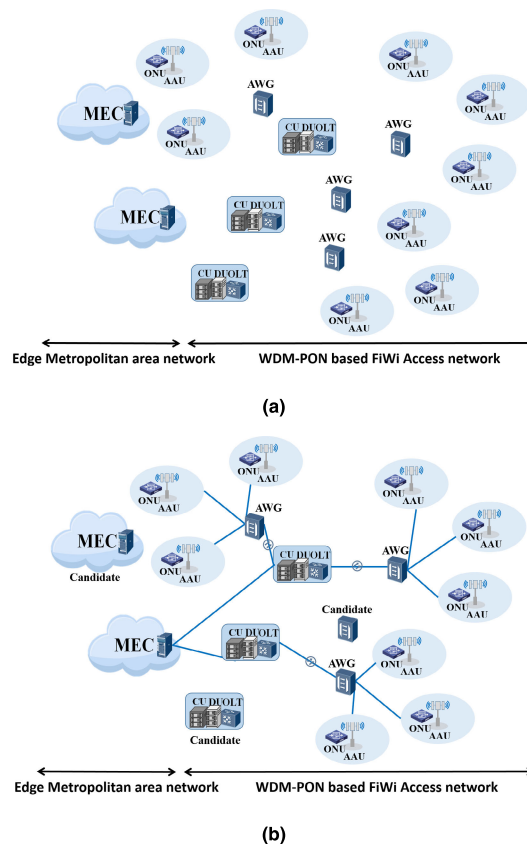 ONU AAU
ONU AAU
ONU AAU
ONU AAU
AWG
MEC
ONU AAU
CU DUOLT
AWG
ONU AAU
AWG
MEC
CU DUOLT
ONU AAU
AWG
CU DUOLT
ONU AAU
ONU AAU
Edge Metropolitan area network
WDM-PON based FiWi Access network
(a)
ONU AAU
ONU AAU
ONU AAU
AWG
ONU AAU
MEC
Candidate
ONU AAU
CU DUOLT
AWG
ONU AAU
Candidate
MEC
CU DUOLT
AWG
ONU AAU
ONU AAU
CU DUOLT
Candidate
ONU AAU
Edge Metropolitan area network
WDM-PON based FiWi Access network
(b)